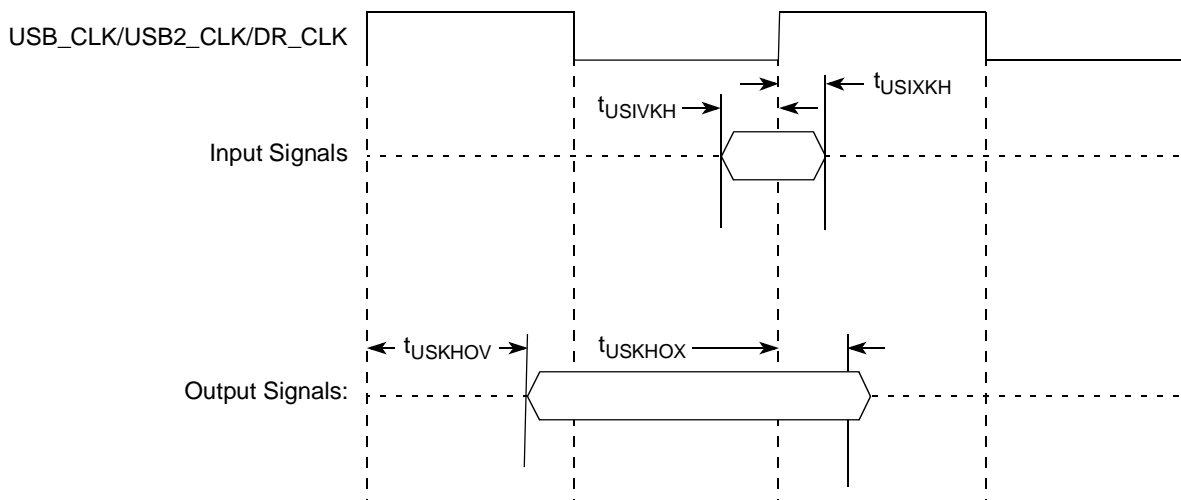 USB_CLK/USB2_CLK/DR_CLK
tUSIXKH
tUSIVKH
Input Signals
tUSKHOV
tUSKHOX
Output Signals: